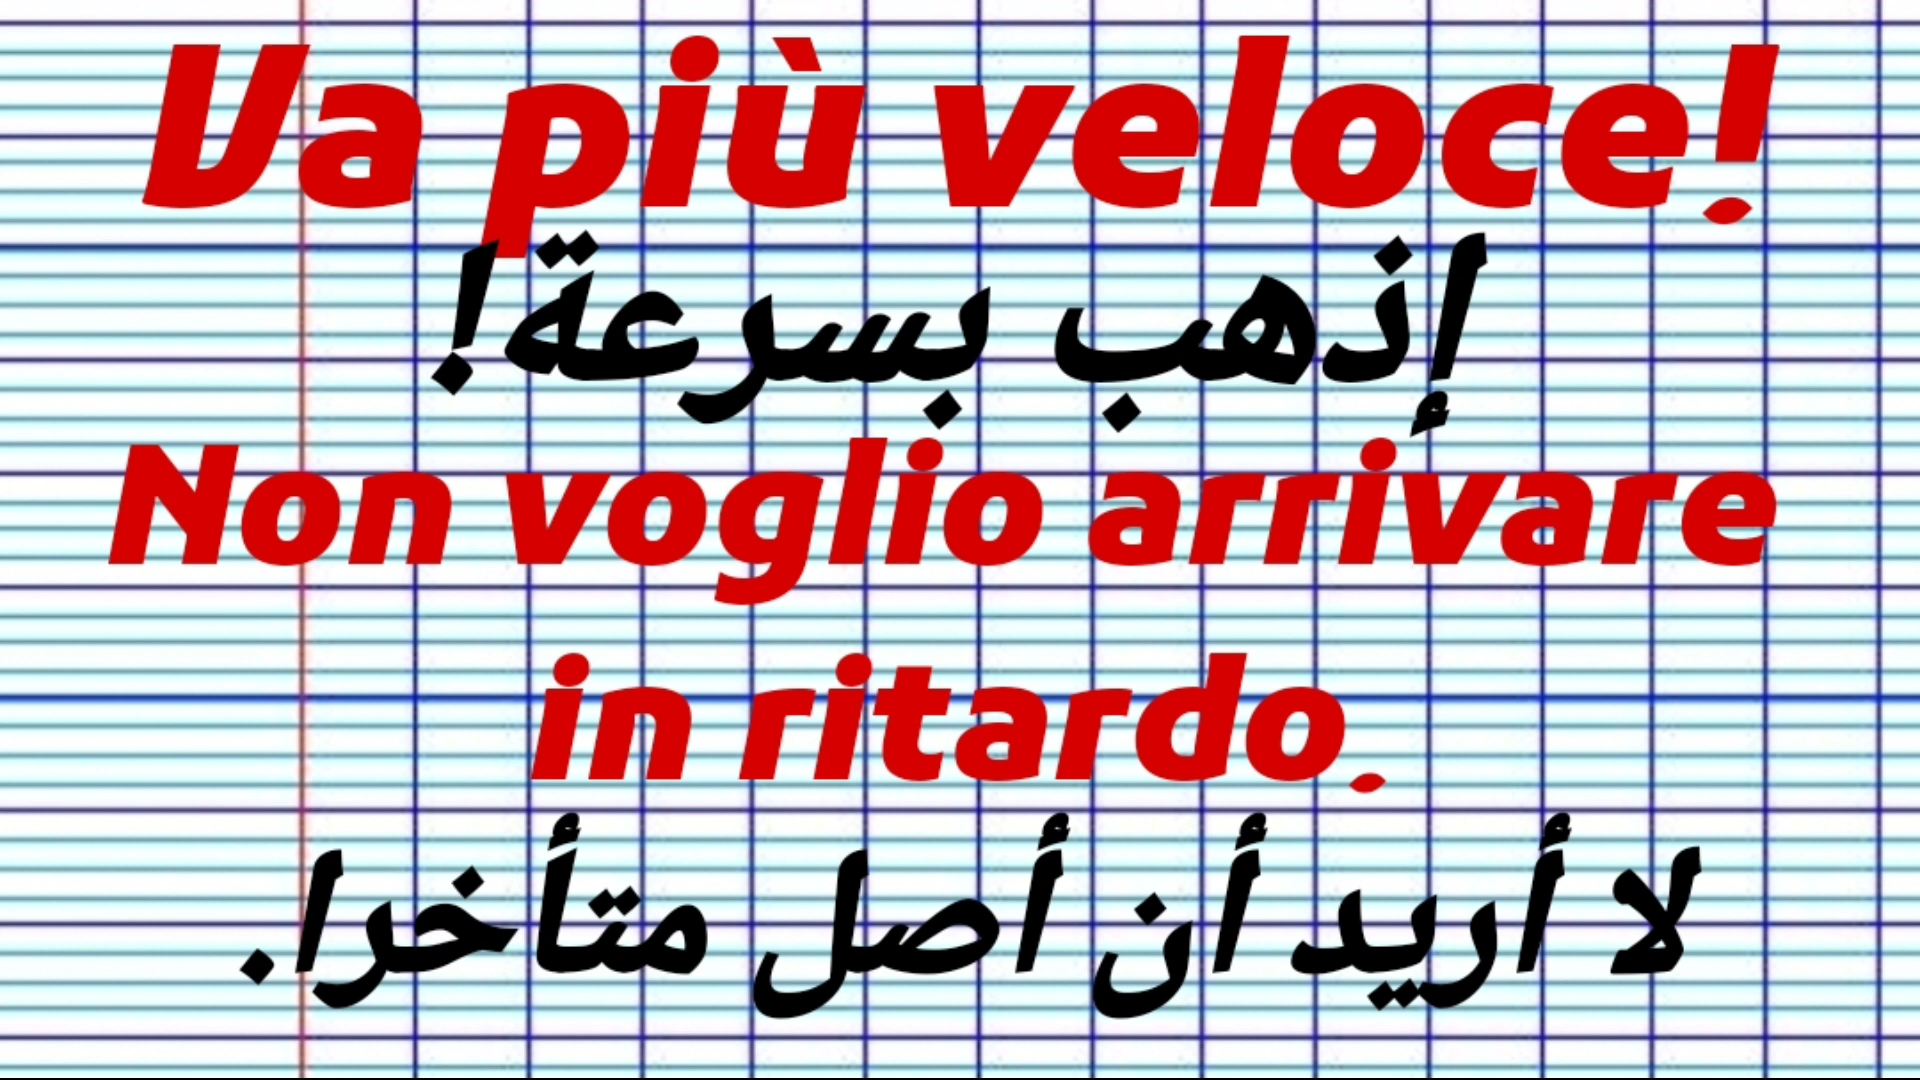 Va più veloce!
إذهب بسرعة!
Non voglio arrivare
in ritardo.
لا أريد أن أصل متأخرا.